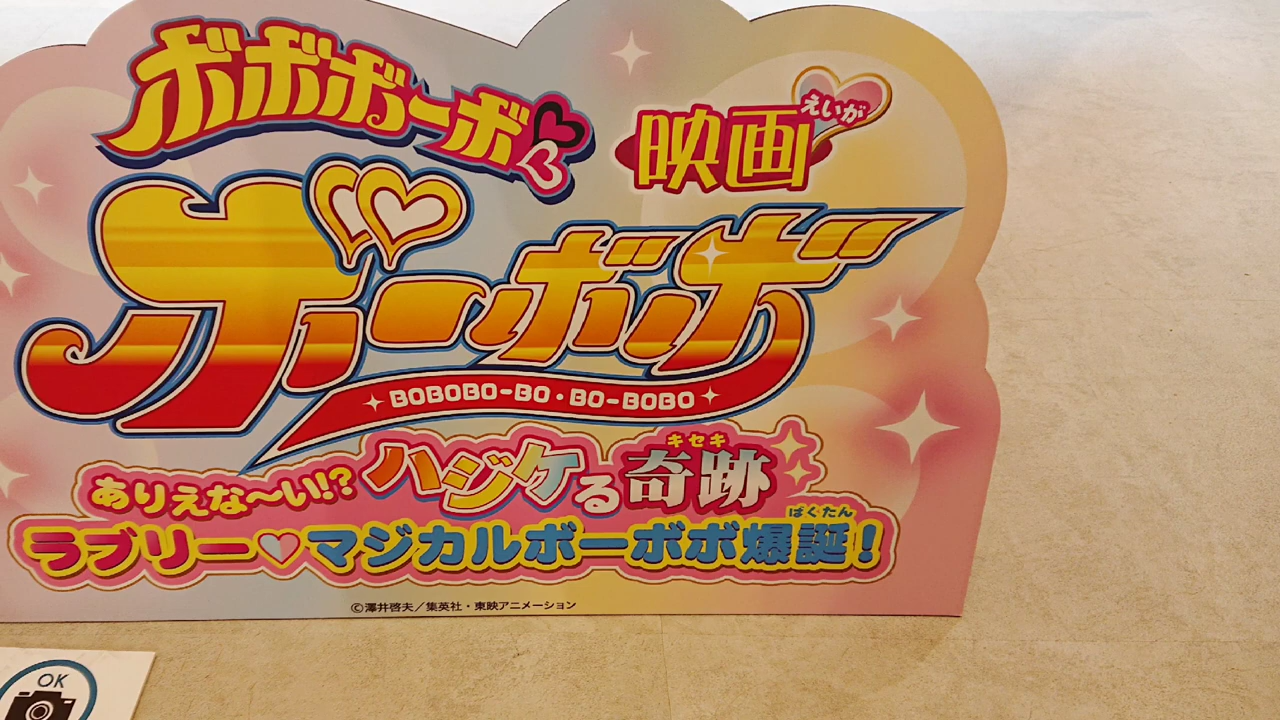 ボボボーボ
映画
えいが
ボーボボ
BOBOBO-BO・BO-BOBO
ありえな〜い!?ハジケる奇跡
キセキ
ラブリー♥マジカルボーボボ爆誕!
ばくたん
©澤井啓夫/集英社・東映アニメーション
OK